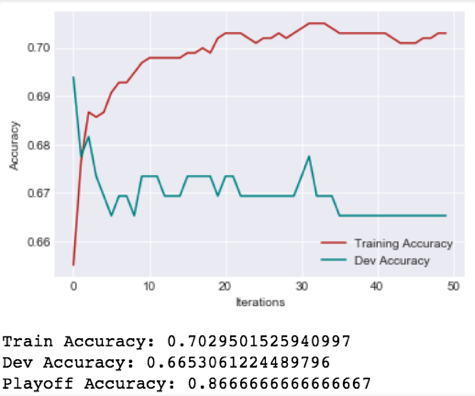 0.70
0.69
0.68
0.67
0.66
Accuracy
Training Accuracy
Dev Accuracy
0 10 20 30 40 50
Iterations
Train Accuracy: 0.7029501525940997
Dev Accuracy: 0.6653061224489796
Playoff Accuracy: 0.8666666666666667